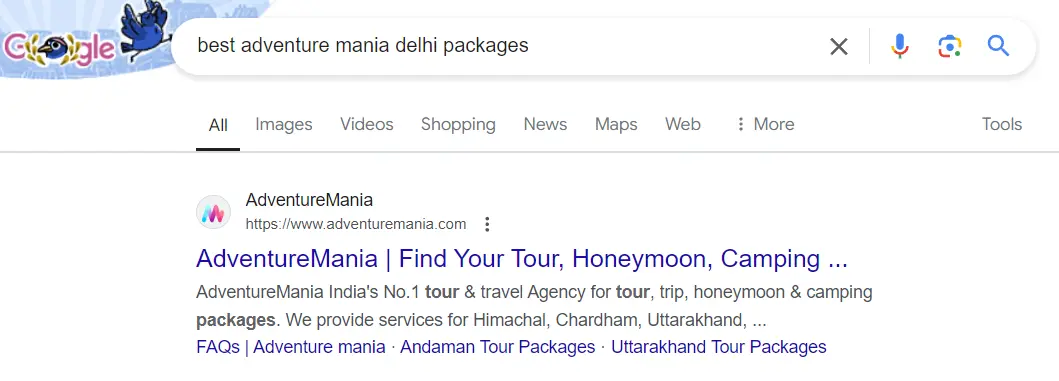 Google
best adventure mania delhi packages
All Images Videos Shopping News Maps Web More Tools
AdventureMania
https://www.adventuremania.com
AdventureMania | Find Your Tour, Honeymoon, Camping ...
AdventureMania India's No.1 tour & travel Agency for tour, trip, honeymoon & camping
packages. We provide services for Himachal, Chardham, Uttarakhand, ...
FAQs | Adventure mania · Andaman Tour Packages · Uttarakhand Tour Packages